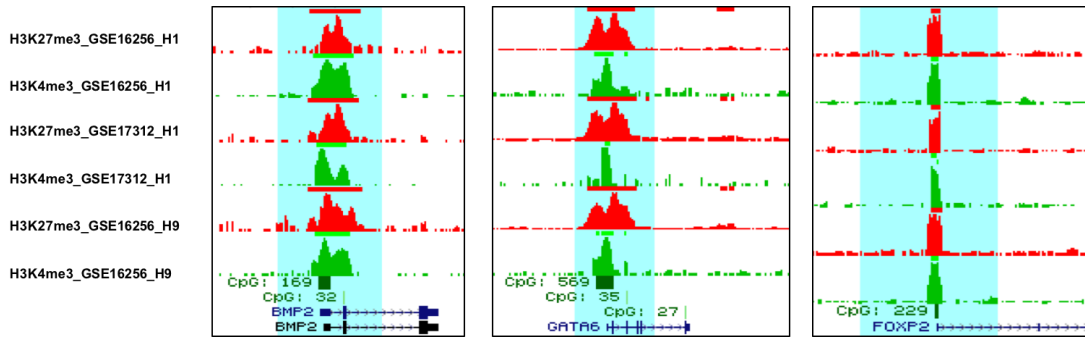 H3K27me3_GSE16256_H1
H3K4me3_GSE16256_H1
H3K27me3_GSE17312_H1
H3K4me3_GSE17312_H1
H3K27me3_GSE16256_H9
H3K4me3_GSE16256_H9
CpG: 169
CpG: 32
BMP2
BMP2
CpG: 569
CpG: 35
CpG: 27
GATA6
CpG: 229
FOXP2